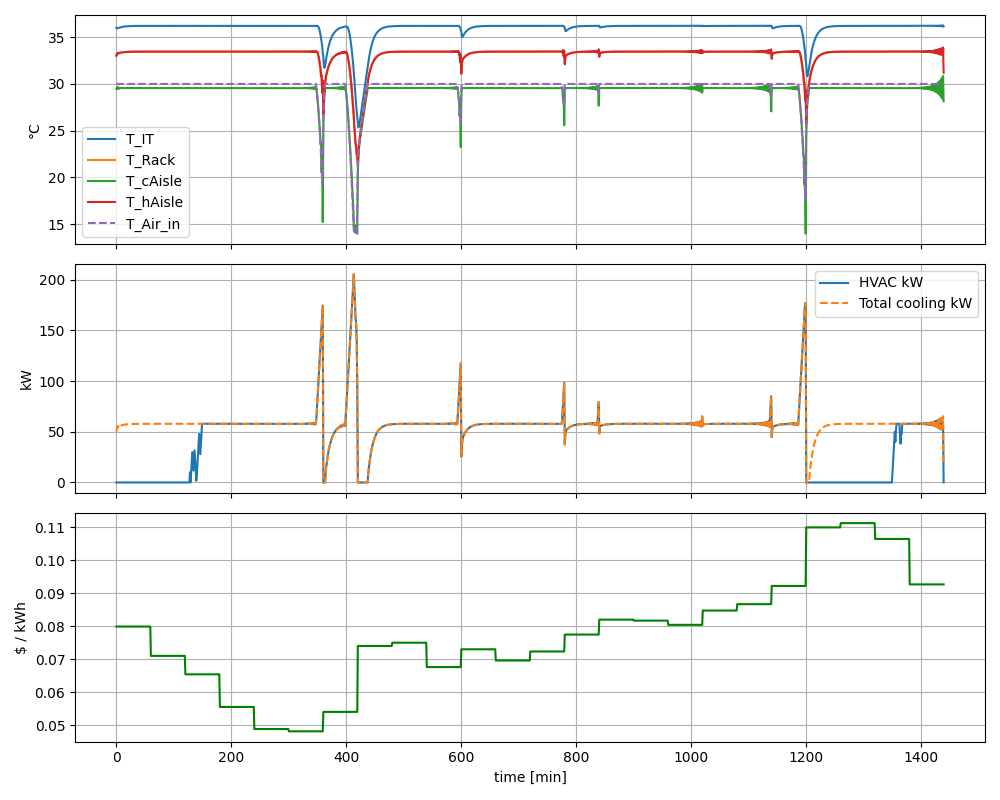 35
30
25
20
15
°C
T_IT
T_Rack
T_cAisle
T_hAisle
T_Air_in
200
150
100
50
0
kW
HVAC kW
Total cooling kW
0.11
0.10
0.09
0.08
0.07
0.06
0.05
$ / kWh
0 200 400 600 800 1000 1200 1400
time [min]